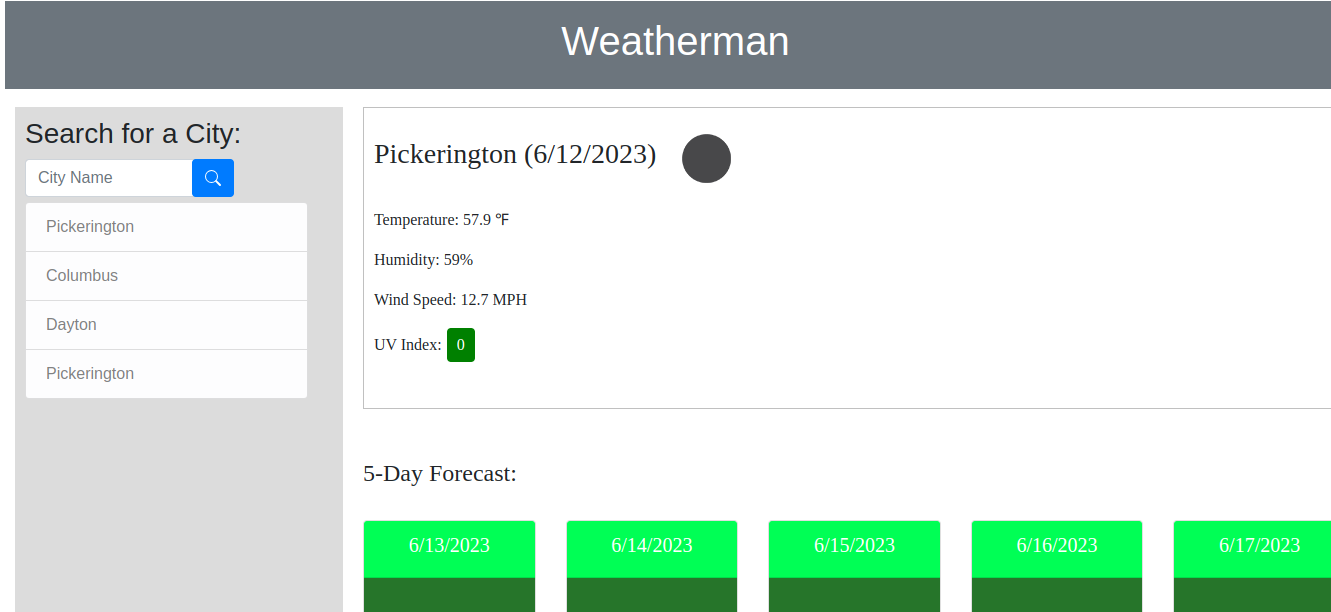 Weatherman
Search for a City:
City Name
Pickerington
Columbus
Dayton
Pickerington
Pickerington (6/12/2023)
Temperature: 57.9 ℉
Humidity: 59%
Wind Speed: 12.7 MPH
UV Index: 0
5-Day Forecast:
6/13/2023
6/14/2023
6/15/2023
6/16/2023
6/17/2023